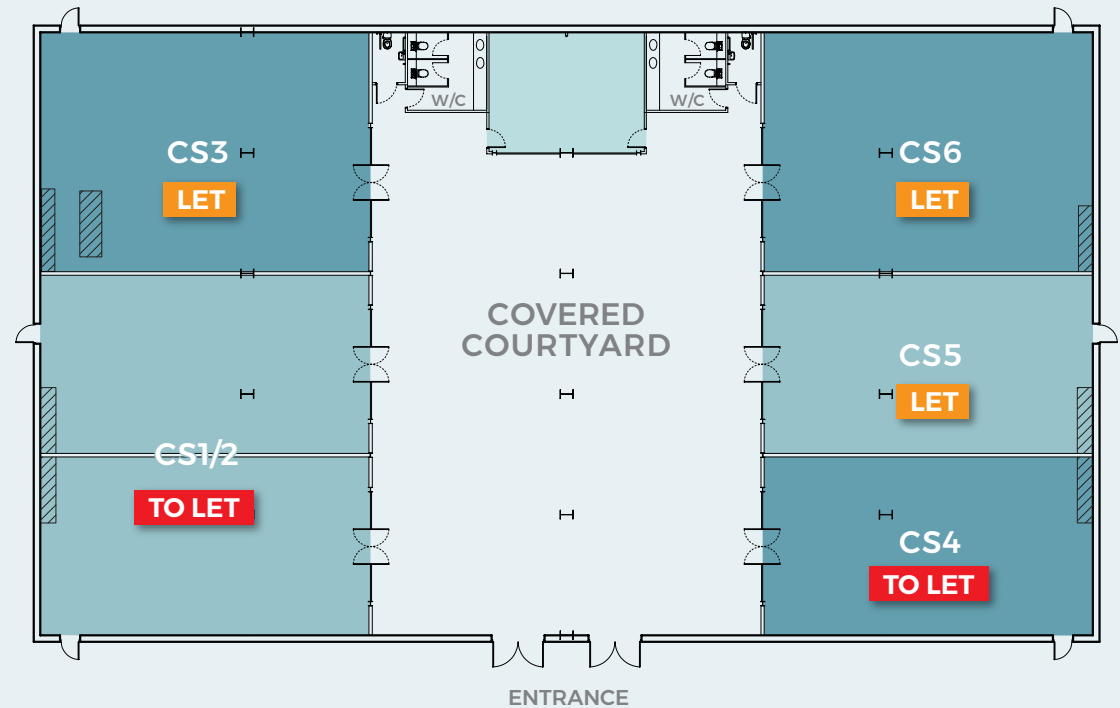 W/C
W/C
CS3
LET
CS6
LET
COVERED
COURTYARD
CS5
LET
CS1/2
TO LET
CS4
TO LET
ENTRANCE